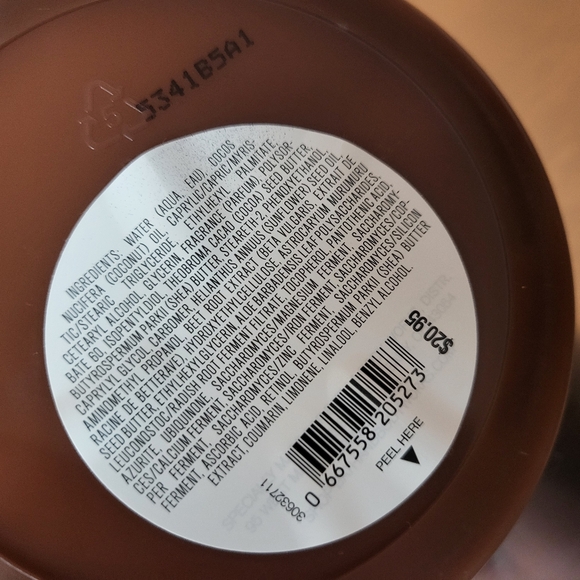 5341B5A1
INGREDIENTS: WATER (AQUA, EAU), COCOS
NUCIFERA (COCONUT) OIL, CAPRYLIC/CAPRIC/MYRIS-
TIC/STEARIC TRIGLYCERIDE, ETHYLHEXYL PALMITATE,
CETEARYL ALCOHOL, GLYCERIN, FRAGRANCE (PARFUM), POLYSOR-
BATE 60, ISOPENTYLDIOL, THEOBROMA CACAO (COCOA) SEED BUTTER,
BUTYROSPERMUM PARKII (SHEA) BUTTER, STEARETH-2, PHENOXYETHANOL,
CAPRYLYL GLYCOL, CARBOMER, HELIANTHUS ANNUUS (SUNFLOWER) SEED OIL,
AMINOMETHYL PROPANOL, BEET ROOT EXTRACT (BETA VULGARIS, EXTRAIT DE
RACINE DE BETTERAVE), HYDROXYETHYLCELLULOSE, ASTROCARYUM MURUMURU
SEED BUTTER, ETHYLHEXYLGLYCERIN, ALOE BARBADENSIS LEAF POLYSACCHARIDES,
LEUCONOSTOC/RADISH ROOT FERMENT FILTRATE, TOCOPHEROL, PANTOTHENIC ACID,
AZURITE, UBIQUINONE, SACCHAROMYCES/MAGNESIUM FERMENT, SACCHAROMY-
CES/CALCIUM FERMENT, SACCHAROMYCES/IRON FERMENT, SACCHAROMYCES/COP-
PER FERMENT, SACCHAROMYCES/ZINC FERMENT, SACCHAROMYCES/SILICON
FERMENT, ASCORBIC ACID, RETINOL, BUTYROSPERMUM PARKII (SHEA) BUTTER
EXTRACT, COUMARIN, LIMONENE, LINALOOL, BENZYL ALCOHOL.
$20.95
0 667558 205273
30632711
PEEL HERE